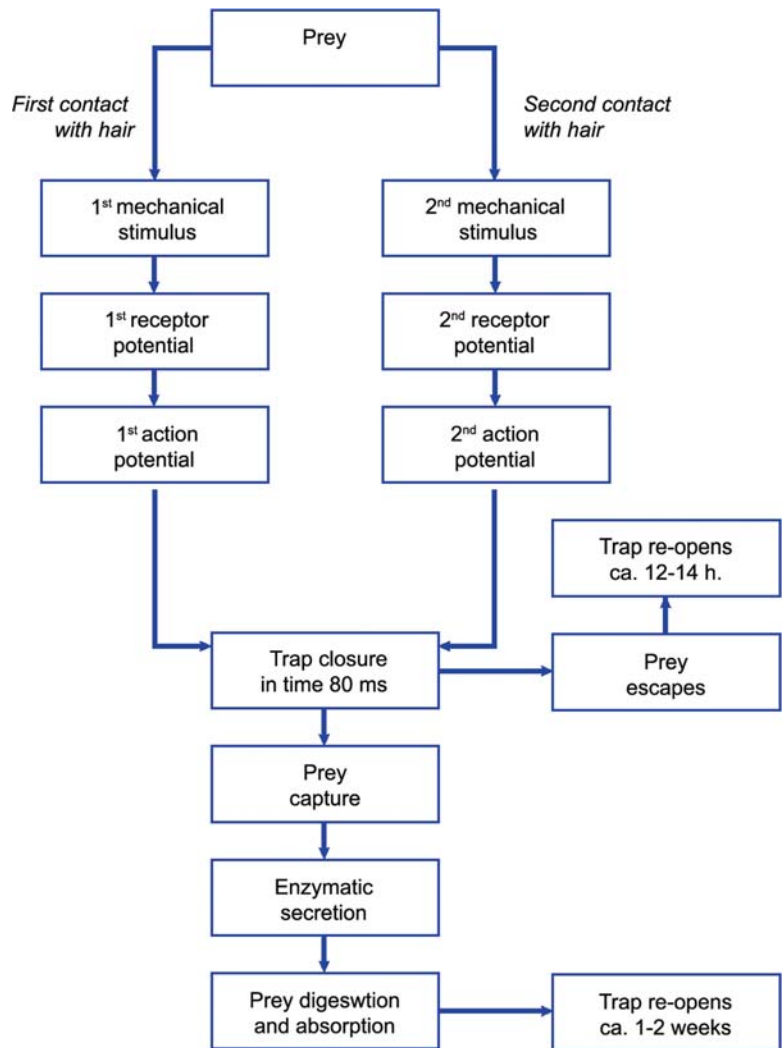 Prey
First contact
with hair
Second contact
with hair
1st mechanical
stimulus
2nd mechanical
stimulus
1st receptor
potential
2nd receptor
potential
1st action
potential
2nd action
potential
Trap re-opens
ca. 12-14 h.
Trap closure
in time 80 ms
Prey
escapes
Prey
capture
Enzymatic
secretion
Prey digeswtion
and absorption
Trap re-opens
ca. 1-2 weeks